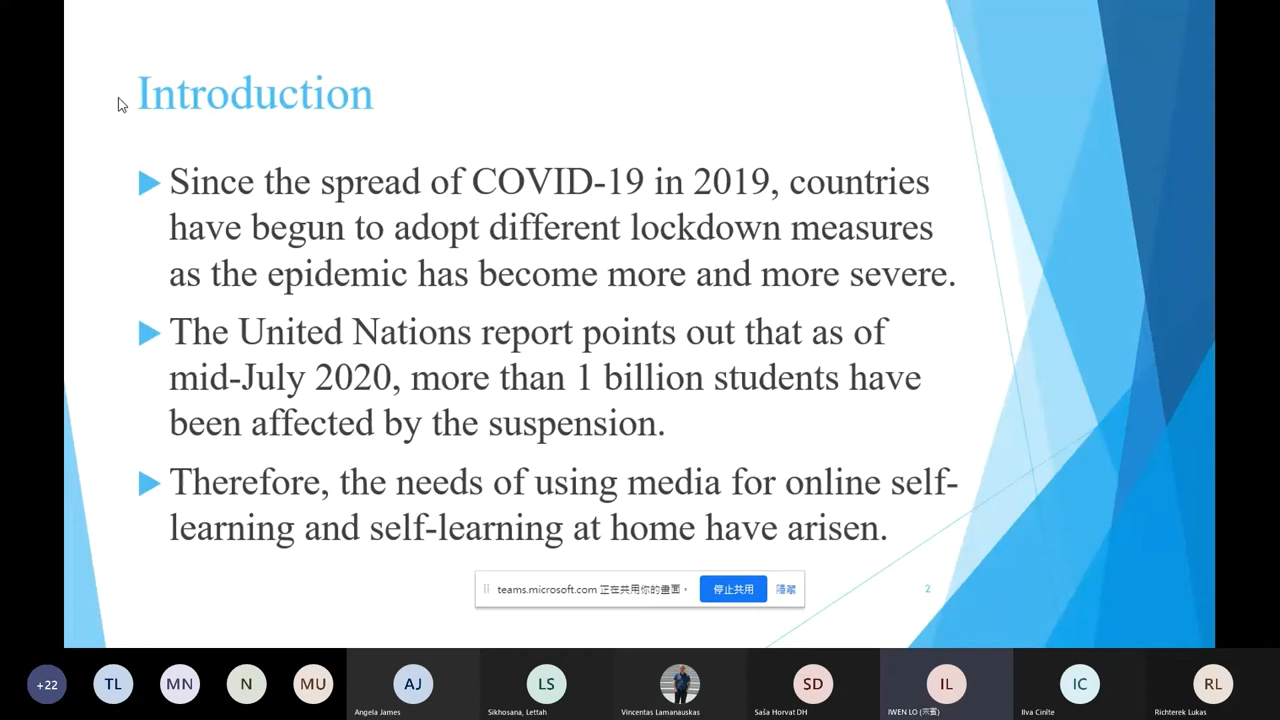 Introduction
Since the spread of COVID-19 in 2019, countries
have begun to adopt different lockdown measures
as the epidemic has become more and more severe.
The United Nations report points out that as of
mid-July 2020, more than 1 billion students have
been affected by the suspension.
Therefore, the needs of using media for online self-
learning and self-learning at home have arisen.
teams.microsoft.com 正在共用你的畫面。 停止共用 隱藏
2
+22 TL MN N MU AJ LS SD IL IC RL
Angela James Sikhosana, Lettah Vincentas Lamanauskas Saša Horvat DH IWEN LO (示賓) Ilva Cinite Richterek Lukas